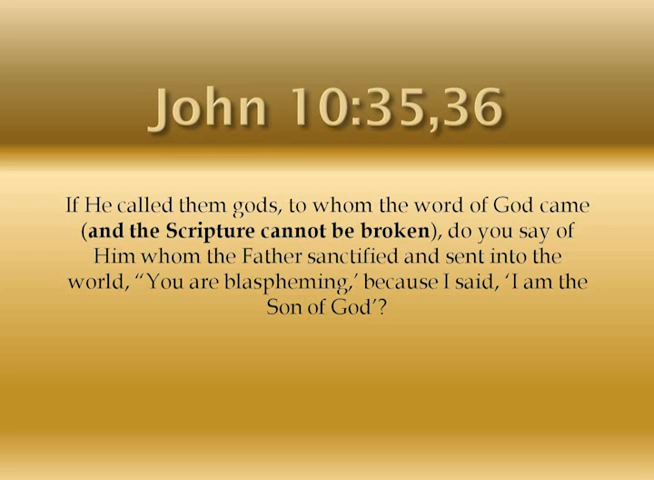 John 10:35,36
If He called them gods, to whom the word of God came
(and the Scripture cannot be broken), do you say of
Him whom the Father sanctified and sent into the
world, “You are blaspheming,’ because I said, ‘I am the
Son of God’?